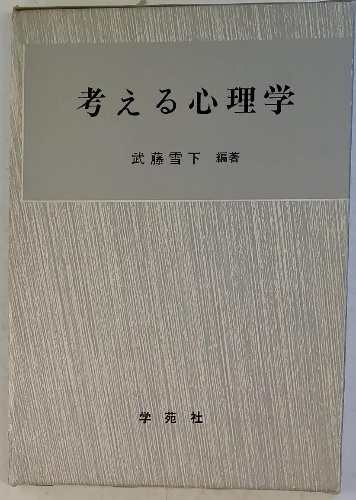 考える心理学
武藤雪下 編著
学苑社